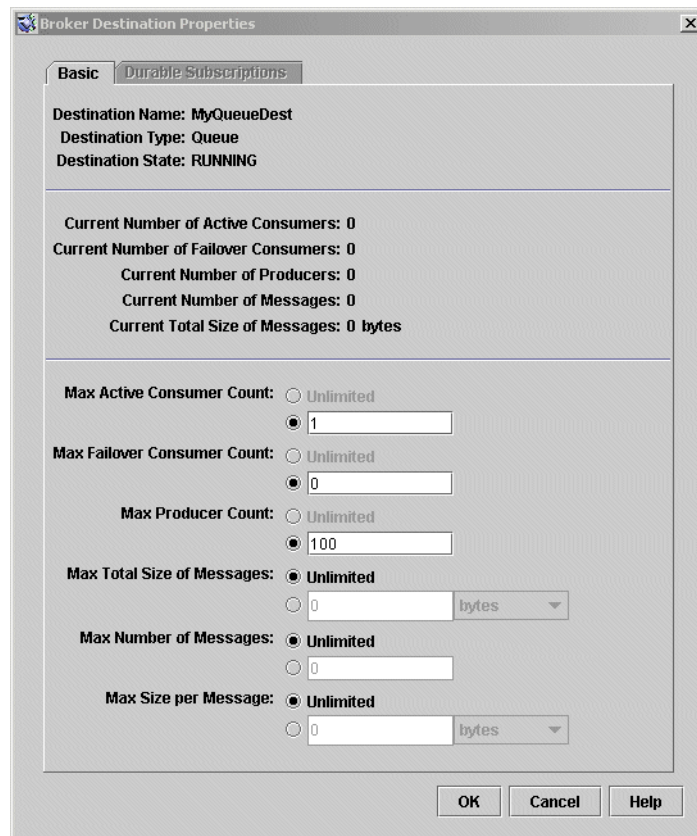 Broker Destination Properties
Basic Durable Subscriptions
Destination Name: MyQueueDest
Destination Type: Queue
Destination State: RUNNING
Current Number of Active Consumers: 0
Current Number of Failover Consumers: 0
Current Number of Producers: 0
Current Number of Messages: 0
Current Total Size of Messages: 0 bytes
Max Active Consumer Count: Unlimited
1
Max Failover Consumer Count: Unlimited
0
Max Producer Count: Unlimited
100
Max Total Size of Messages: Unlimited
0 bytes
Max Number of Messages: Unlimited
0
Max Size per Message: Unlimited
0 bytes
OK Cancel Help